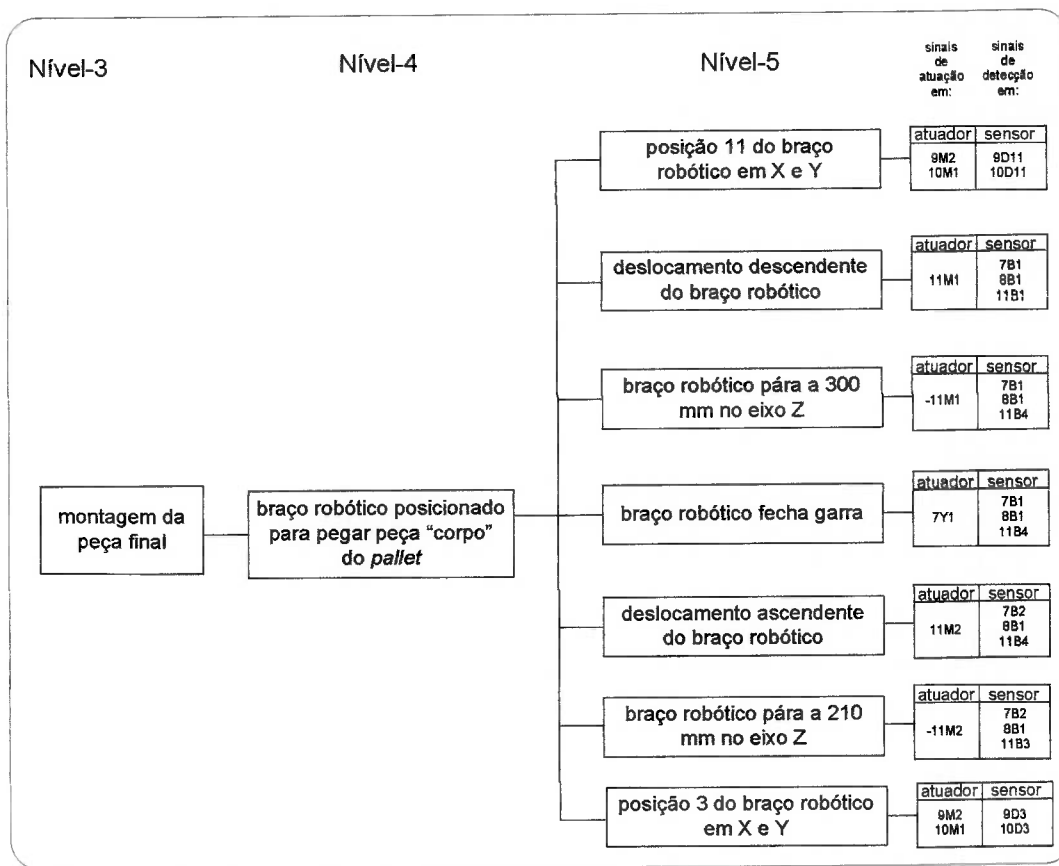 Nível-3
Nível-4
Nível-5
sinais
de
atuação
em:
sinais
de
detecção
em:
posição 11 do braço
robótico em X e Y
atuador sensor
9M2 9D11
10M1 10D11
deslocamento descendente
do braço robótico
atuador sensor
7B1
11M1 8B1
11B1
braço robótico pára a 300
mm no eixo Z
atuador sensor
7B1
-11M1 8B1
11B4
montagem da
peça final
braço robótico posicionado
para pegar peça “corpo”
do pallet
braço robótico fecha garra
atuador sensor
7B1
7Y1 8B1
11B4
deslocamento ascendente
do braço robótico
atuador sensor
7B2
11M2 8B1
11B4
braço robótico pára a 210
mm no eixo Z
atuador sensor
7B2
-11M2 8B1
11B3
posição 3 do braço robótico
em X e Y
atuador sensor
9M2 9D3
10M1 10D3